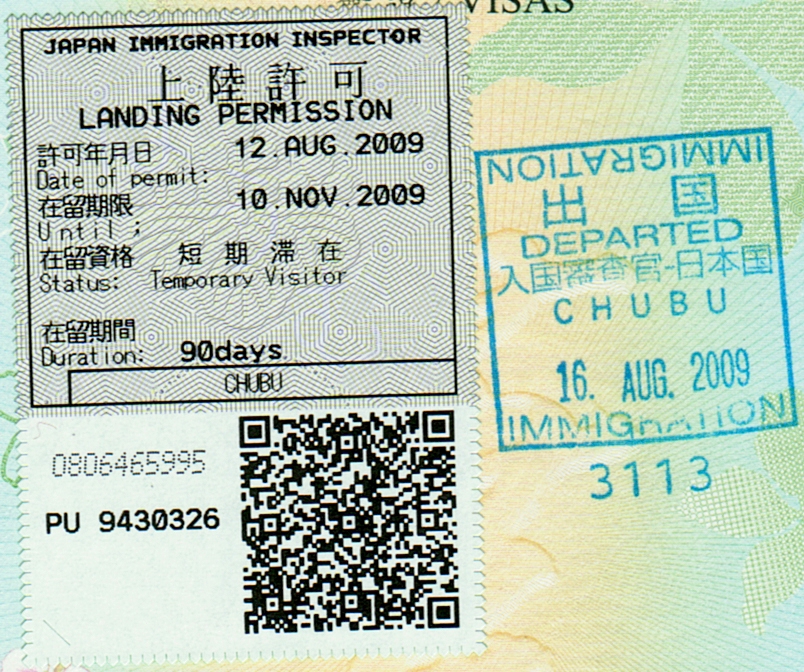 VISAS
JAPAN IMMIGRATION INSPECTOR
上陸許可
LANDING PERMISSION
許可年月日 12.AUG.2009
Date of permit:
在留期限 10.NOV.2009
Until :
在留資格 短期滞在
Status: Temporary Visitor
在留期間
Duration: 90days
CHUBU
0806465995
PU 9430326
IMMIGRATION
出国
DEPARTED
入国審査官-日本国
CHUBU
16. AUG. 2009
IMMIGRATION
3113